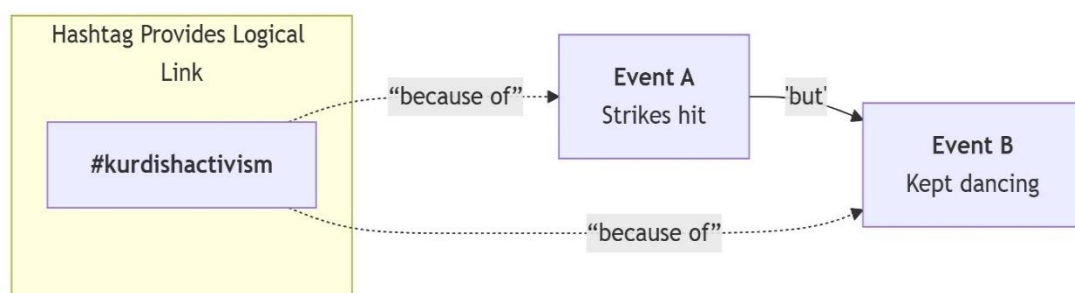 Hashtag Provides Logical
Link
#kurdishactivism
“because of”
Event A
Strikes hit
'but'
Event B
Kept dancing
“because of”